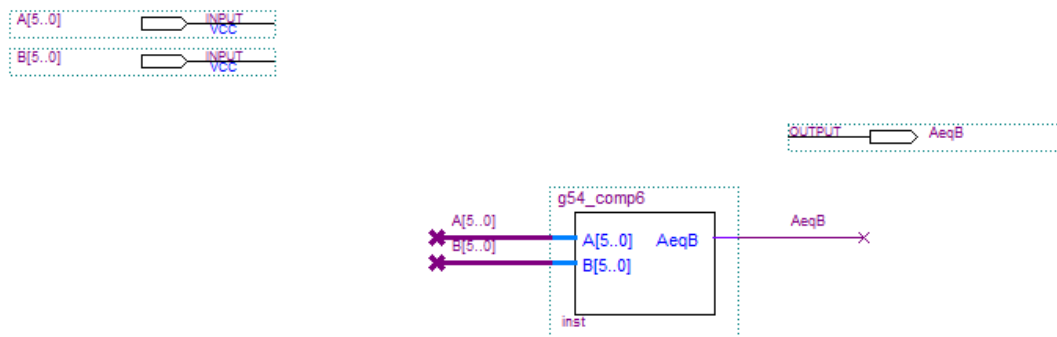 A[5..0] INPUT
VCC
B[5..0] INPUT
VCC
OUTPUT AeqB
g54_comp6
A[5..0] AeqB
A[5..0] AeqB
B[5..0]
B[5..0]
inst